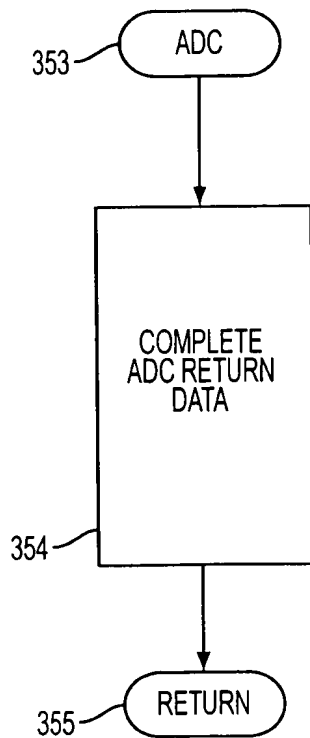 ADC
353
COMPLETE
ADC RETURN
DATA
354
RETURN
355